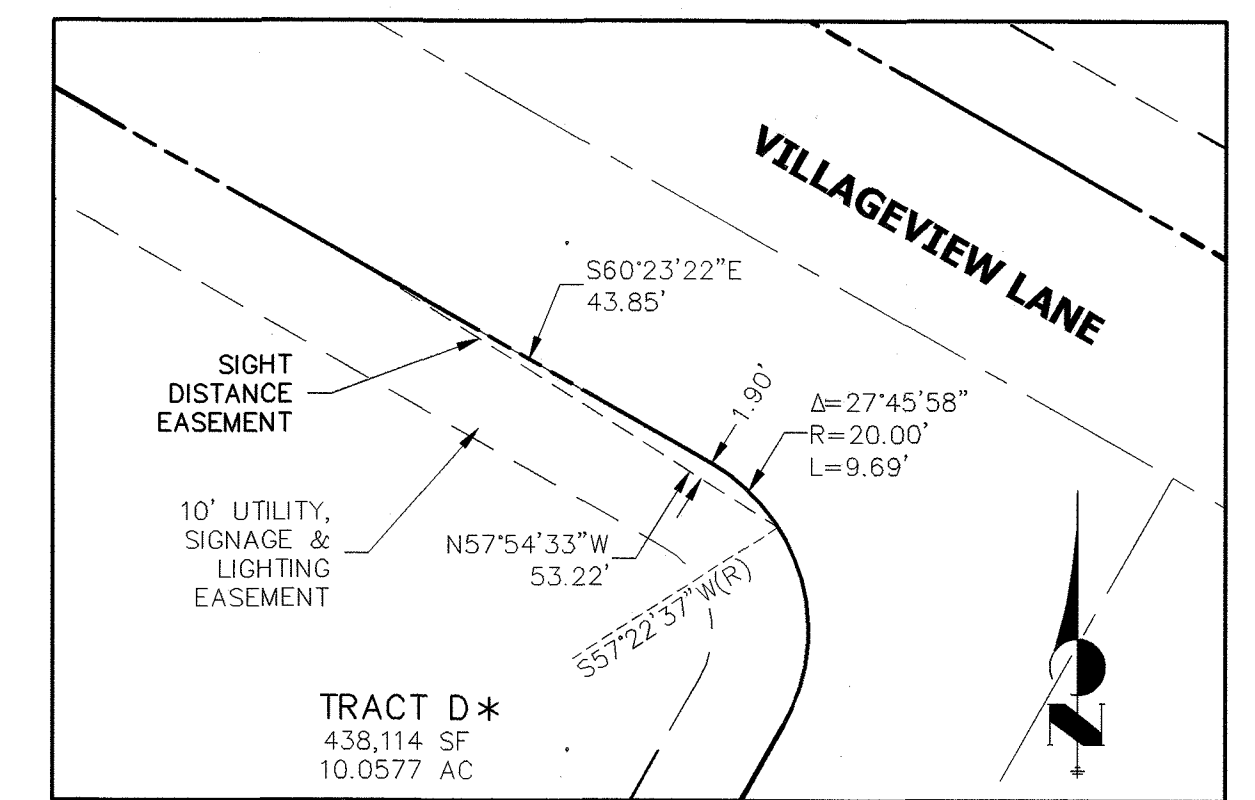 VILLAGEVIEW LANE
S60°23'22"E
43.85'
SIGHT
DISTANCE
EASEMENT
1.90'
Δ=27°45'58"
R=20.00'
L=9.69'
10' UTILITY,
SIGNAGE &
LIGHTING
EASEMENT
N57°54'33"W
53.22'
S57°22'37"W(R)
TRACT D*
438,114 SF
10.0577 AC
N